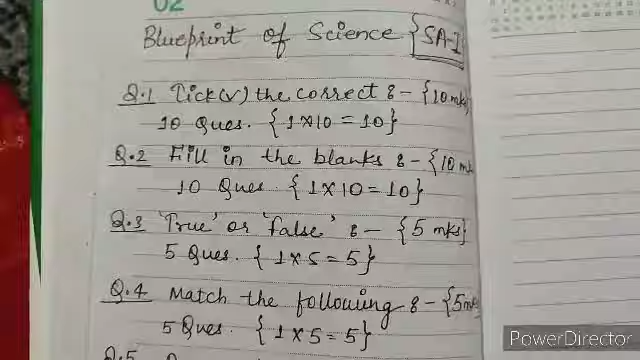 02
Blueprint of Science {SA-I
Q.1 Tick(√) the correct :- {10 mks}
10 Ques. {1×10=10}
Q.2 Fill in the blanks :- {10 mk
10 Ques {1×10=10}
Q.3 'True' or 'False' :- {5 mks}
5 Ques. {1×5=5}
Q.4 Match the following :- {5mks
5 Ques. {1×5=5}
Q.5
PowerDirector